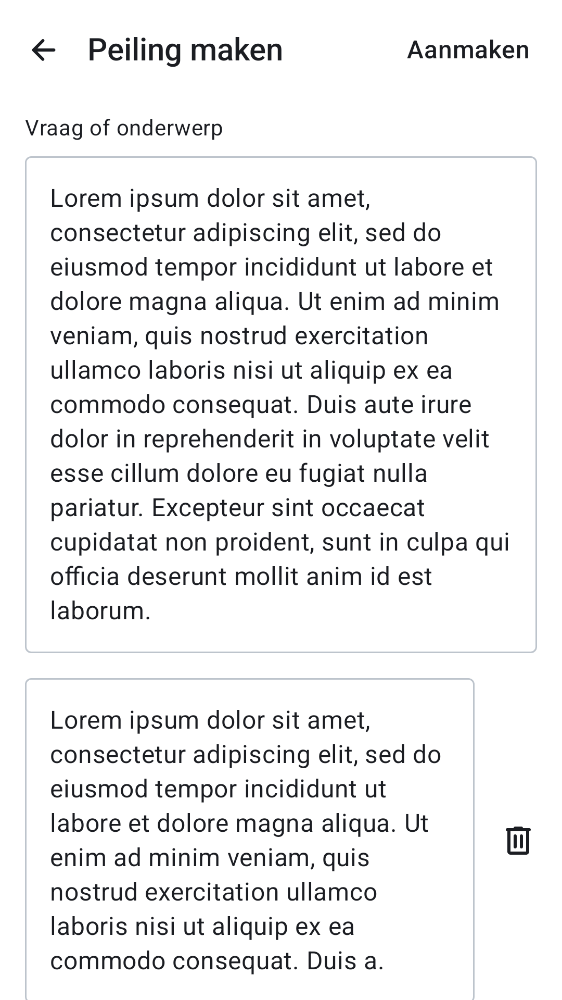 Peiling maken
Aanmaken
Vraag of onderwerp
Lorem ipsum dolor sit amet,
consectetur adipiscing elit, sed do
eiusmod tempor incididunt ut labore et
dolore magna aliqua. Ut enim ad minim
veniam, quis nostrud exercitation
ullamco laboris nisi ut aliquip ex ea
commodo consequat. Duis aute irure
dolor in reprehenderit in voluptate velit
esse cillum dolore eu fugiat nulla
pariatur. Excepteur sint occaecat
cupidatat non proident, sunt in culpa qui
officia deserunt mollit anim id est
laborum.
Lorem ipsum dolor sit amet,
consectetur adipiscing elit, sed do
eiusmod tempor incididunt ut
labore et dolore magna aliqua. Ut
enim ad minim veniam, quis
nostrud exercitation ullamco
laboris nisi ut aliquip ex ea
commodo consequat. Duis a.